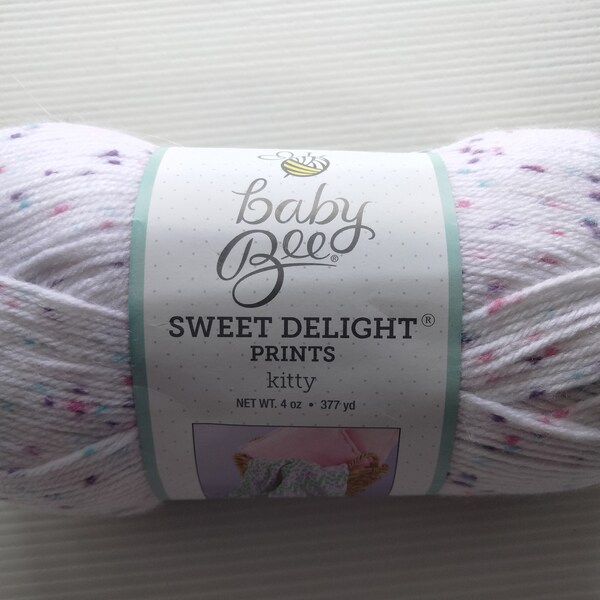 baby
Bee®
SWEET DELIGHT®
PRINTS
kitty
NET WT. 4 oz • 377 yd